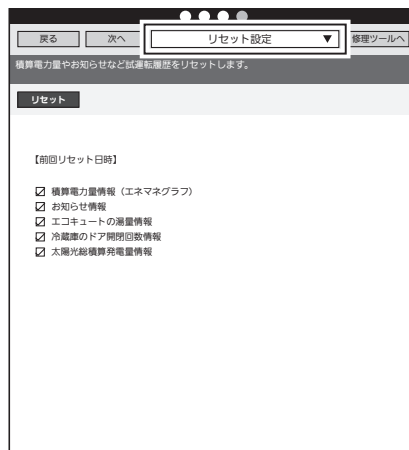 戻る 次へ リセット設定 ▼ 修理ツールへ
積算電力量やお知らせなど試運転履歴をリセットします。
リセット
【前回リセット日時】
☑ 積算電力量情報（エネマネグラフ）
☑ お知らせ情報
☑ エコキュートの湯量情報
☑ 冷蔵庫のドア開閉回数情報
☑ 太陽光総積算発電量情報